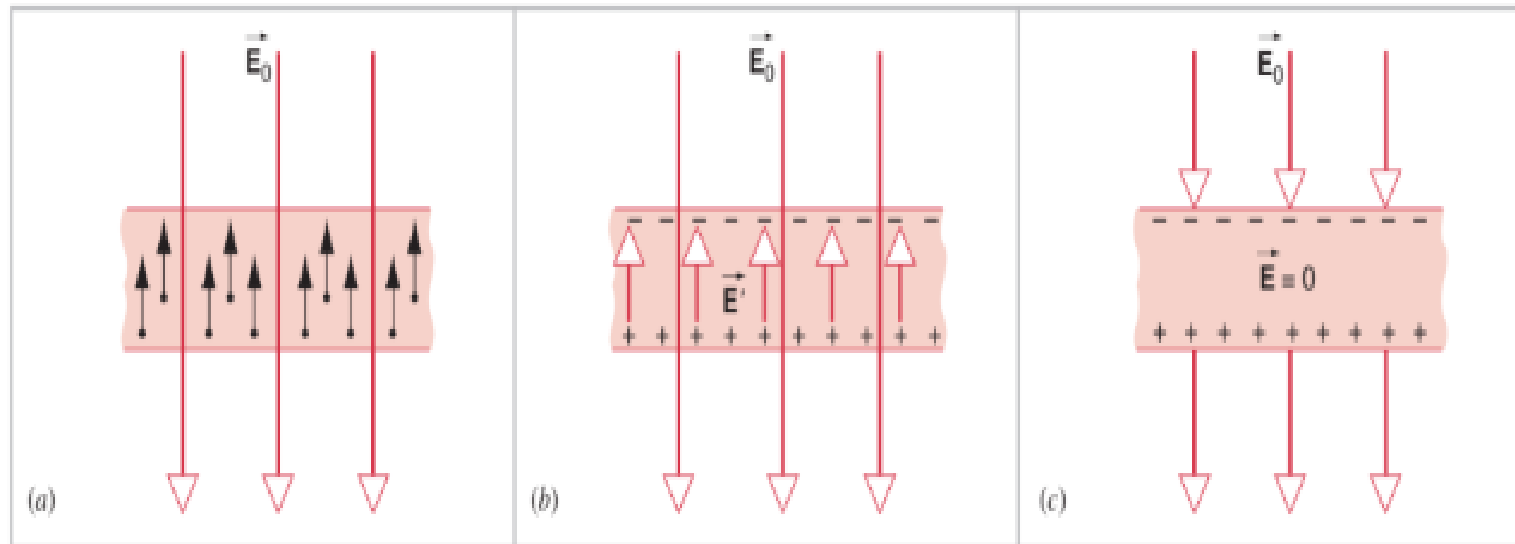 E₀
E₀
E₀
E'
E = 0
(a)
(b)
(c)